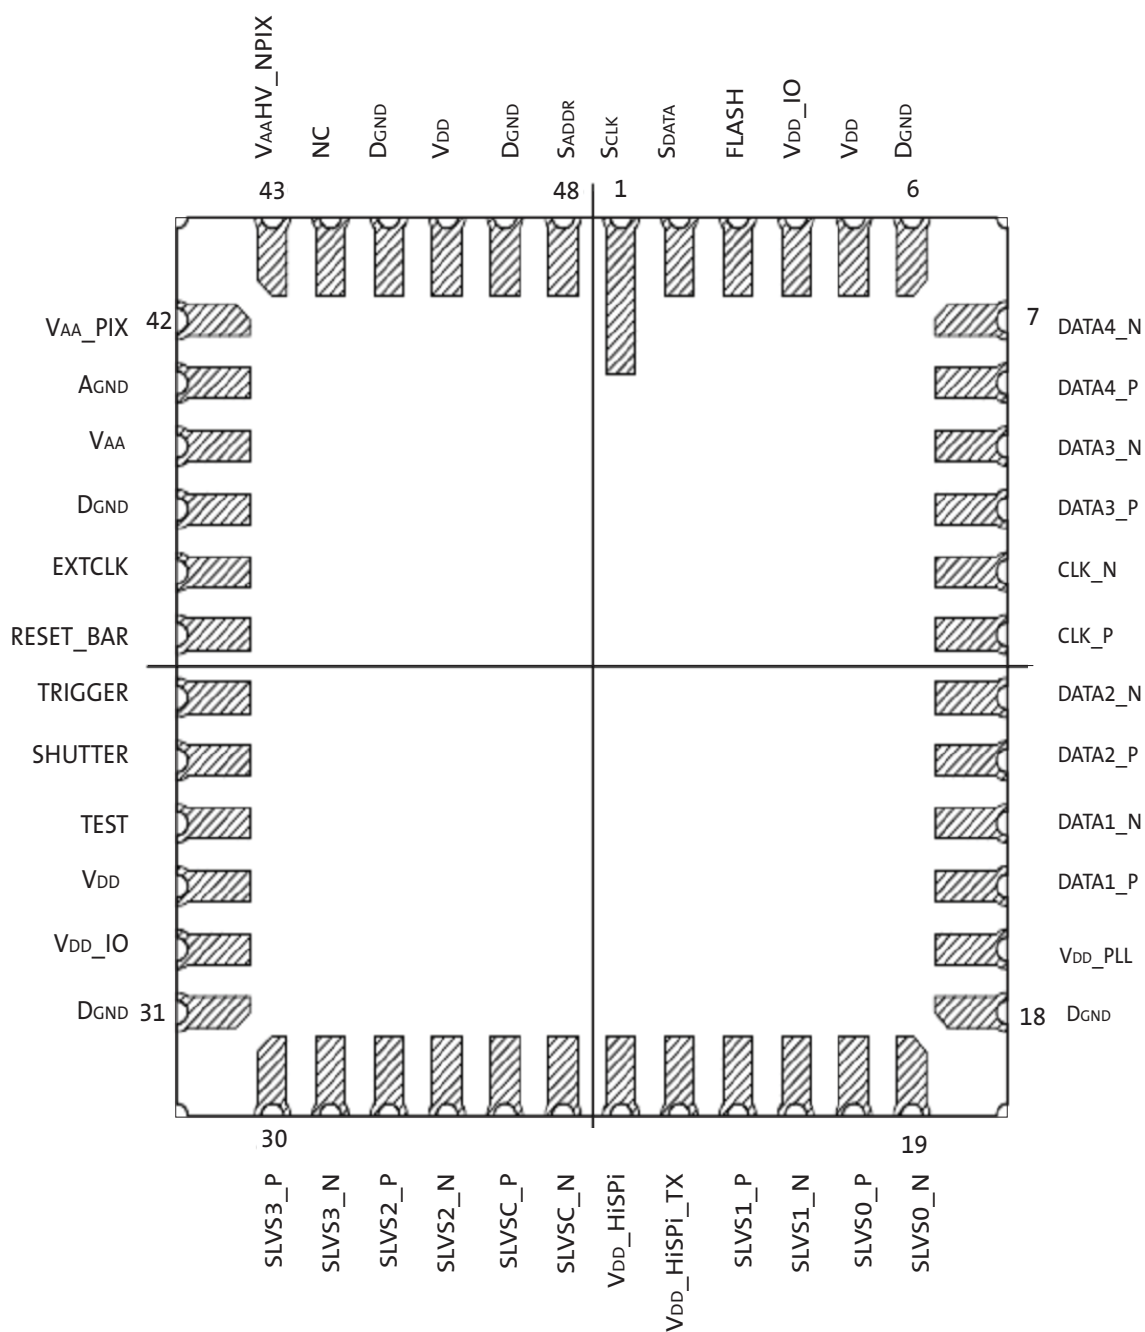 VAAHV_NPIX
NC
DGND
VDD
DGND
SADDR
SCLK
SDATA
FLASH
VDD_IO
VDD
DGND
43
48
1
6
VAA_PIX 42
AGND
VAA
DGND
EXTCLK
RESET_BAR
TRIGGER
SHUTTER
TEST
VDD
VDD_IO
DGND 31
7 DATA4_N
DATA4_P
DATA3_N
DATA3_P
CLK_N
CLK_P
DATA2_N
DATA2_P
DATA1_N
DATA1_P
VDD_PLL
18 DGND
30
19
SLVS3_P
SLVS3_N
SLVS2_P
SLVS2_N
SLVSC_P
SLVSC_N
VDD_HiSPi
VDD_HiSPi_TX
SLVS1_P
SLVS1_N
SLVS0_P
SLVS0_N